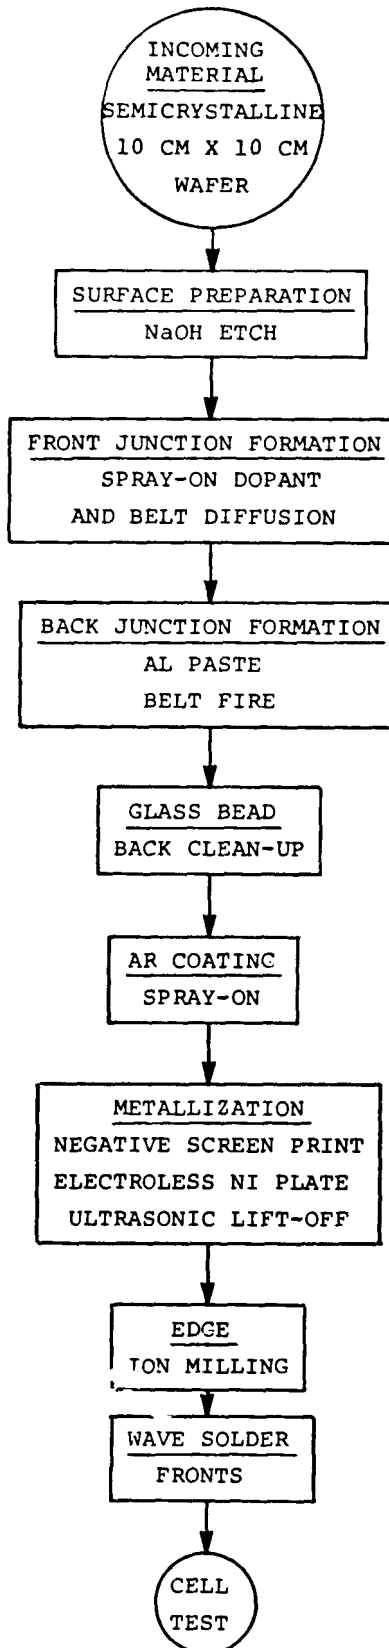 INCOMING
MATERIAL
SEMICRYSTALLINE
10 CM X 10 CM
WAFER
SURFACE PREPARATION
NaOH ETCH
FRONT JUNCTION FORMATION
SPRAY-ON DOPANT
AND BELT DIFFUSION
BACK JUNCTION FORMATION
AL PASTE
BELT FIRE
GLASS BEAD
BACK CLEAN-UP
AR COATING
SPRAY-ON
METALLIZATION
NEGATIVE SCREEN PRINT
ELECTROLESS NI PLATE
ULTRASONIC LIFT-OFF
EDGE
ION MILLING
WAVE SOLDER
FRONTS
CELL
TEST